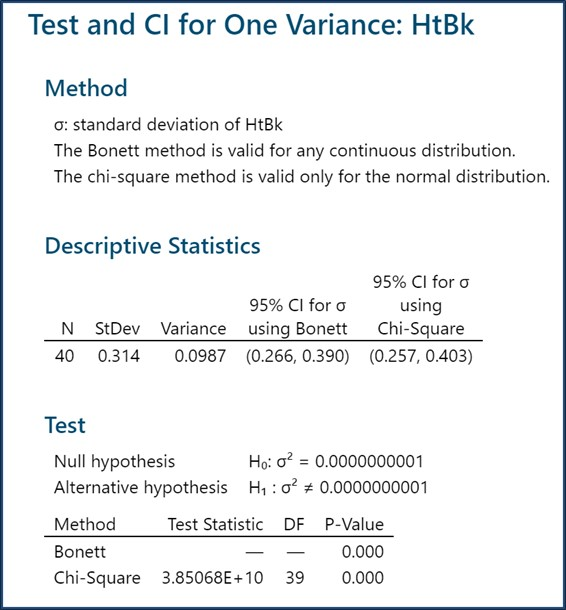 Test and CI for One Variance: HtBk
Method
σ: standard deviation of HtBk
The Bonett method is valid for any continuous distribution.
The chi-square method is valid only for the normal distribution.
Descriptive Statistics
95% CI for σ
95% CI for σ using
N StDev Variance using Bonett Chi-Square
40 0.314 0.0987 (0.266, 0.390) (0.257, 0.403)
Test
Null hypothesis H₀: σ² = 0.0000000001
Alternative hypothesis H₁ : σ² ≠ 0.0000000001
Method Test Statistic DF P-Value
Bonett — — 0.000
Chi-Square 3.85068E+10 39 0.000